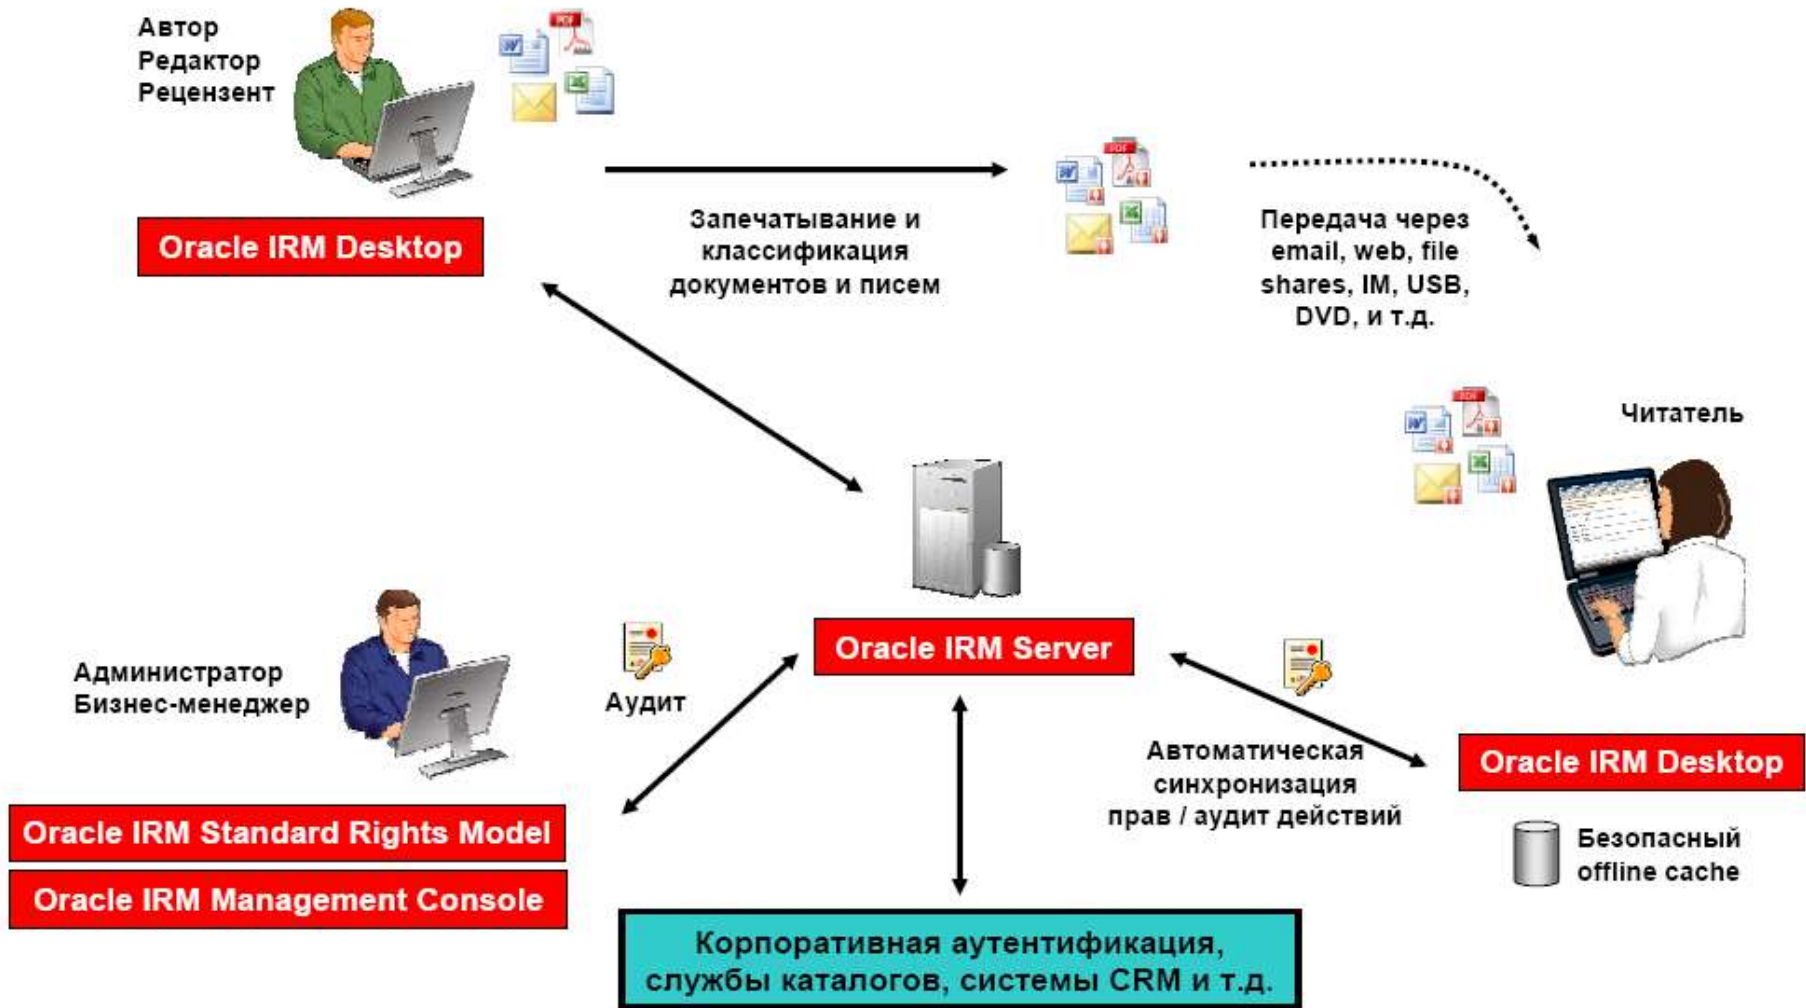 Автор
Редактор
Рецензент
Oracle IRM Desktop
Запечатывание и
классификация
документов и писем
Передача через
email, web, file
shares, IM, USB,
DVD, и т.д.
Читатель
Oracle IRM Server
Администратор
Бизнес-менеджер
Аудит
Автоматическая
синхронизация
прав / аудит действий
Oracle IRM Desktop
Безопасный
offline cache
Oracle IRM Standard Rights Model
Oracle IRM Management Console
Корпоративная аутентификация,
службы каталогов, системы CRM и т.д.